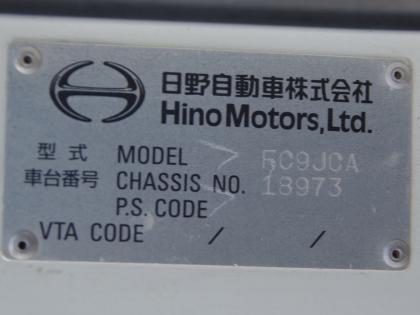 日野自動車株式会社
Hino Motors, Ltd.
型式 MODEL FC9JCA
車台番号 CHASSIS NO. 18973
P.S. CODE
VTA CODE / /